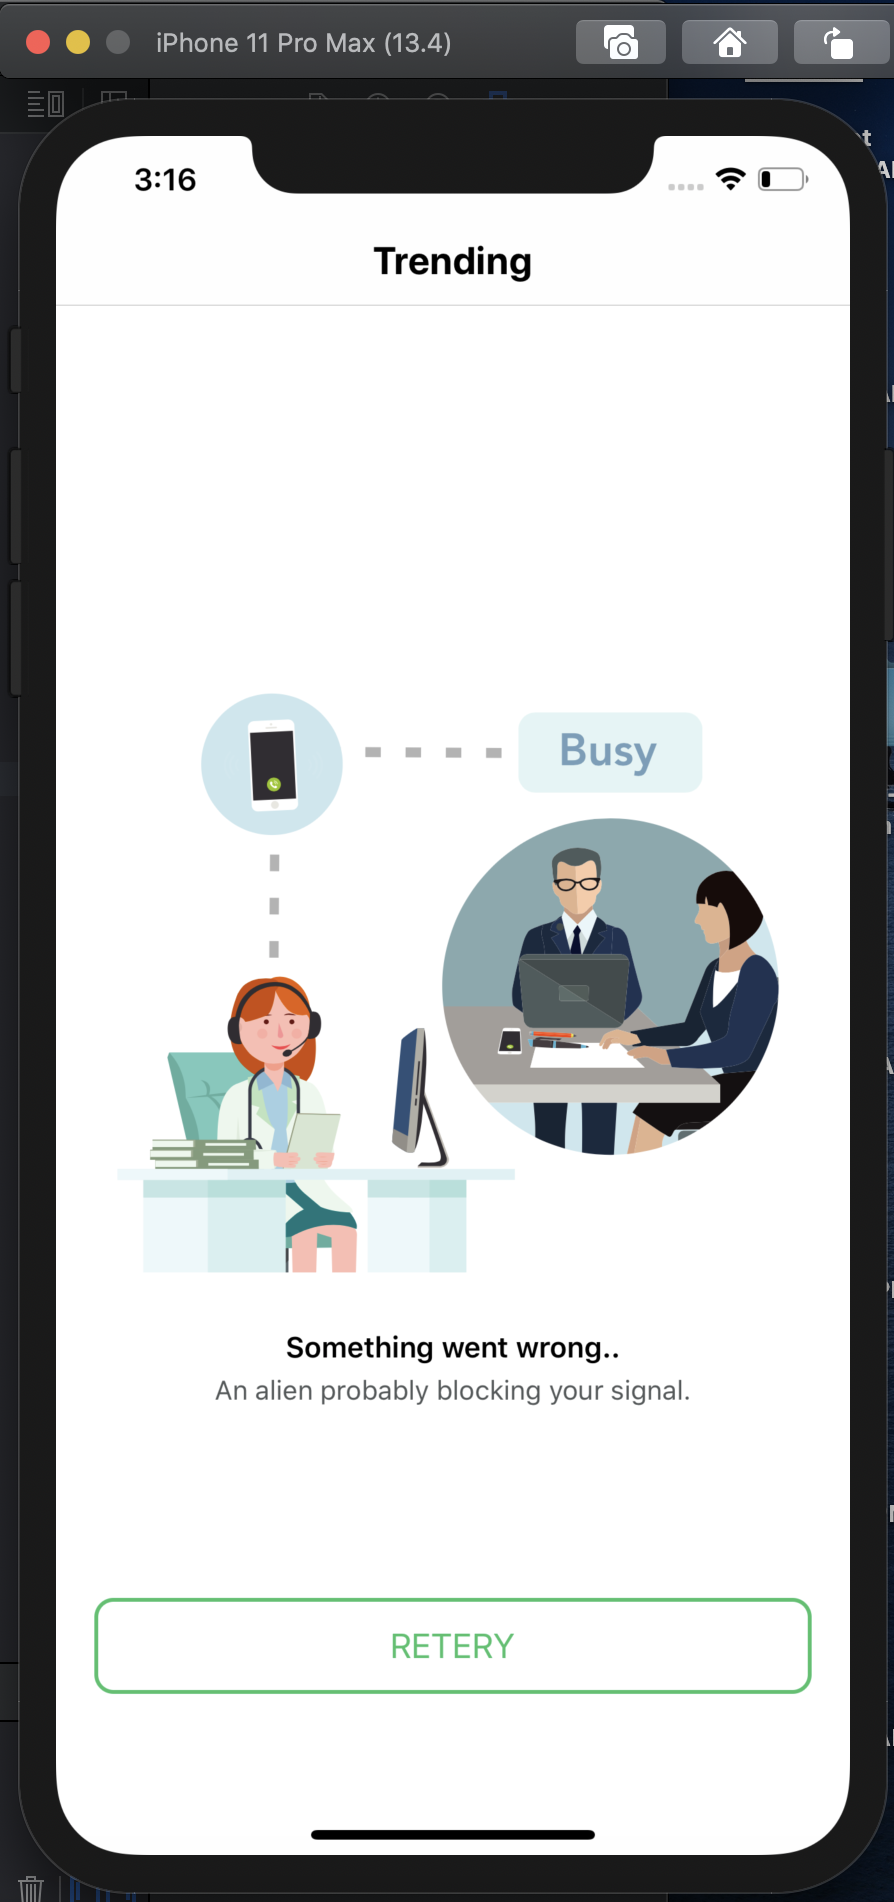 iPhone 11 Pro Max (13.4)
3:16
Trending
Busy
Something went wrong..
An alien probably blocking your signal.
RETERY